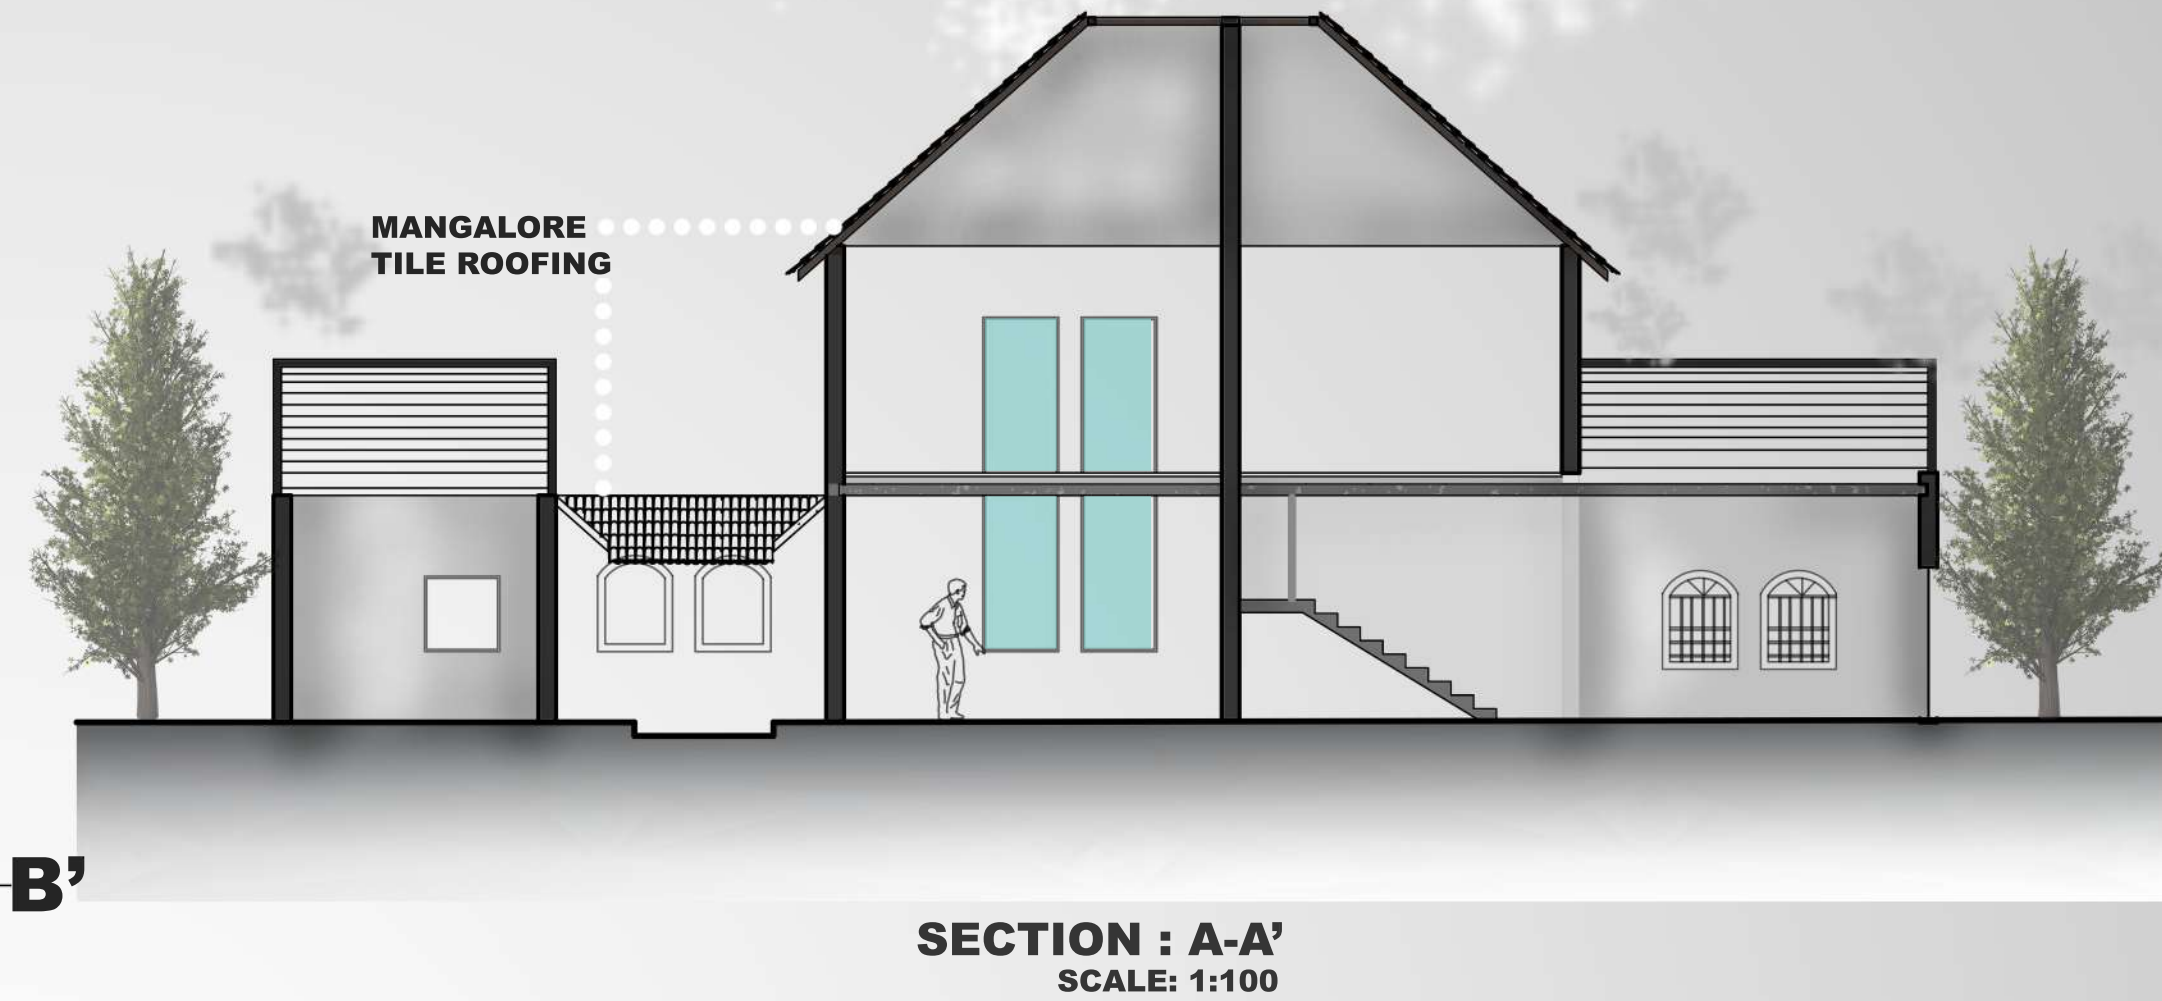 MANGALORE
TILE ROOFING
B’
SECTION : A-A’
SCALE: 1:100